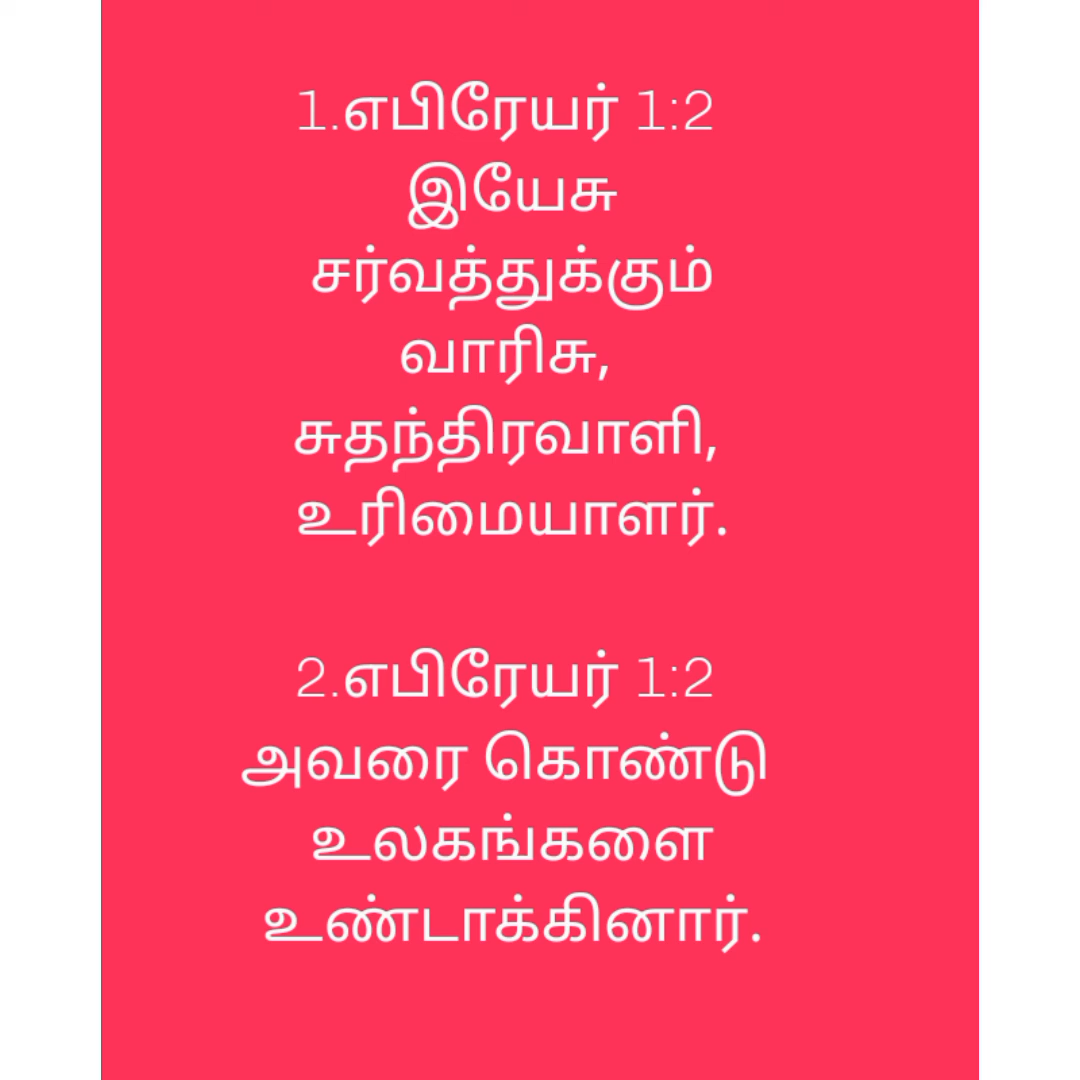 1.எபிரேயர் 1:2
இயேசு
சர்வத்துக்கும்
வாரிசு,
சுதந்திரவாளி,
உரிமையாளர்.
2.எபிரேயர் 1:2
அவரை கொண்டு
உலகங்களை
உண்டாக்கினார்.